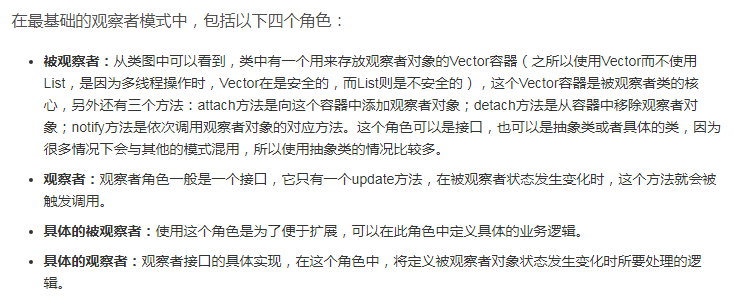 在最基础的观察者模式中，包括以下四个角色：
被观察者：从类图中可以看到，类中有一个用来存放观察者对象的Vector容器（之所以使用Vector而不使用
List，是因为多线程操作时，Vector在是安全的，而List则是不安全的），这个Vector容器是被观察者类的核
心，另外还有三个方法：attach方法是向这个容器中添加观察者对象；detach方法是从容器中移除观察者对
象；notify方法是依次调用观察者对象的对应方法。这个角色可以是接口，也可以是抽象类或者具体的类，因为
很多情况下会与其他的模式混用，所以使用抽象类的情况比较多。
观察者：观察者角色一般是一个接口，它只有一个update方法，在被观察者状态发生变化时，这个方法就会被
触发调用。
具体的被观察者：使用这个角色是为了便于扩展，可以在此角色中定义具体的业务逻辑。
具体的观察者：观察者接口的具体实现，在这个角色中，将定义被观察者对象状态发生变化时所要处理的逻
辑。